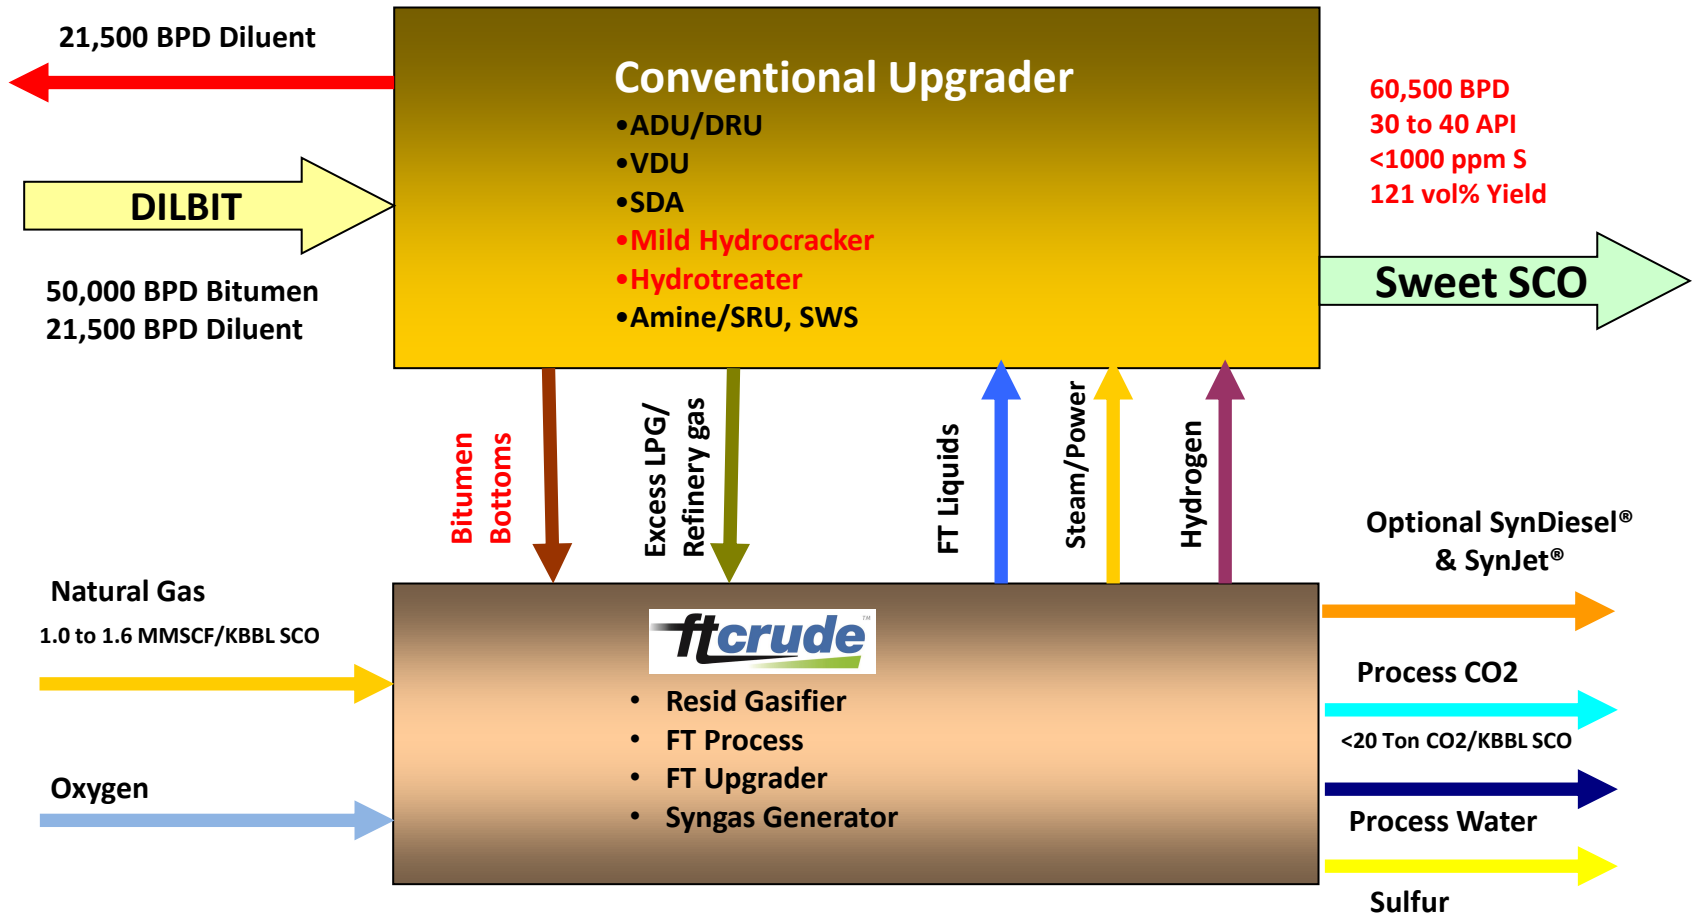 21,500 BPD Diluent
DILBIT
50,000 BPD Bitumen
21,500 BPD Diluent
Conventional Upgrader
•ADU/DRU
•VDU
•SDA
•Mild Hydrocracker
•Hydrotreater
•Amine/SRU, SWS
60,500 BPD
30 to 40 API
<1000 ppm S
121 vol% Yield
Sweet SCO
Bitumen
Bottoms
Excess LPG/
Refinery gas
FT Liquids
Steam/Power
Hydrogen
Natural Gas
1.0 to 1.6 MMSCF/KBBL SCO
Oxygen
ftcrude™
• Resid Gasifier
• FT Process
• FT Upgrader
• Syngas Generator
Optional SynDiesel®
& SynJet®
Process CO2
<20 Ton CO2/KBBL SCO
Process Water
Sulfur